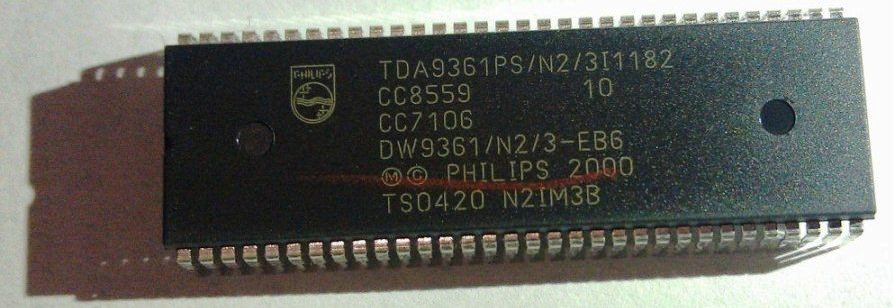 PHILIPS
TDA9361PS/N2/3I1182
CC8559 10
CC7106
DW9361/N2/3-EB6
Ⓜ © PHILIPS 2000
TS0420 N2IM3B